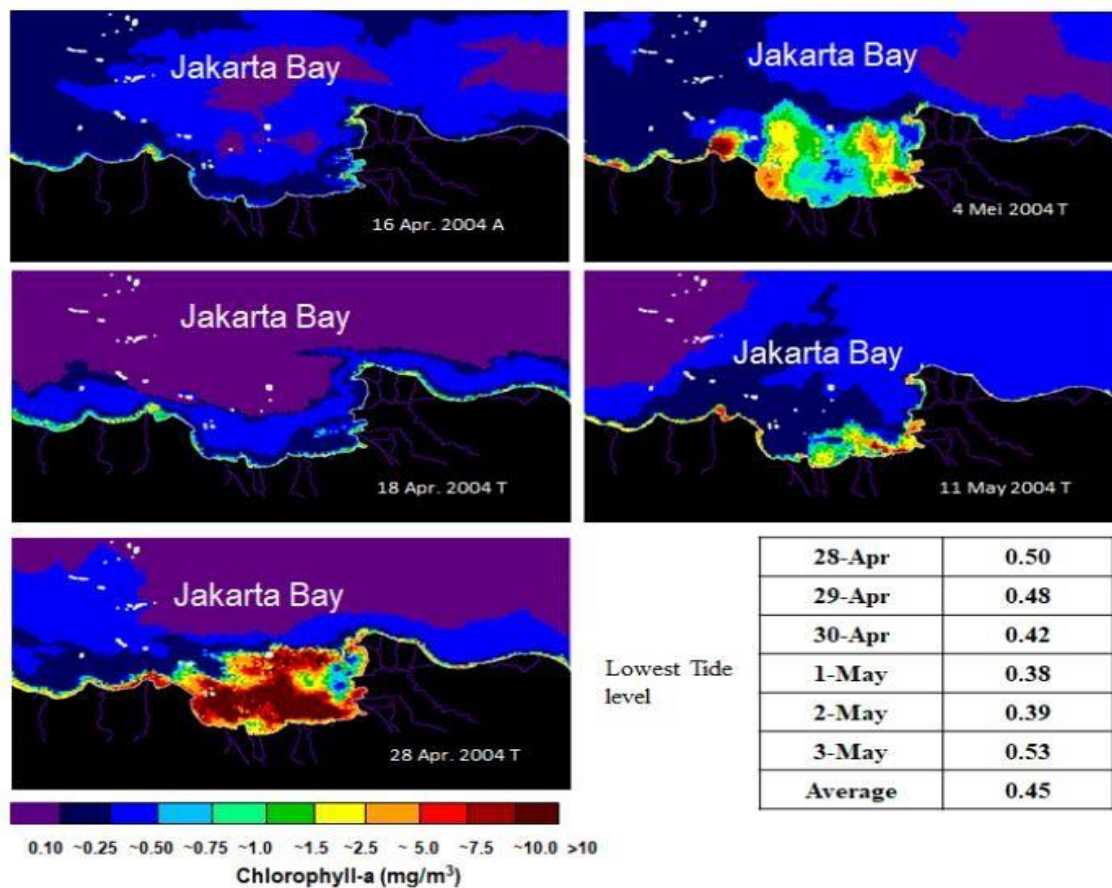 Jakarta Bay
16 Apr. 2004 A
Jakarta Bay
4 Mei 2004 T
Jakarta Bay
18 Apr. 2004 T
Jakarta Bay
11 May 2004 T
Jakarta Bay
28 Apr. 2004 T
Lowest Tide
level
28-Apr 0.50
29-Apr 0.48
30-Apr 0.42
1-May 0.38
2-May 0.39
3-May 0.53
Average 0.45
0.10 ~0.25 ~0.50 ~0.75 ~1.0 ~1.5 ~2.5 ~ 5.0 ~7.5 ~10.0 >10
Chlorophyll-a (mg/m³)